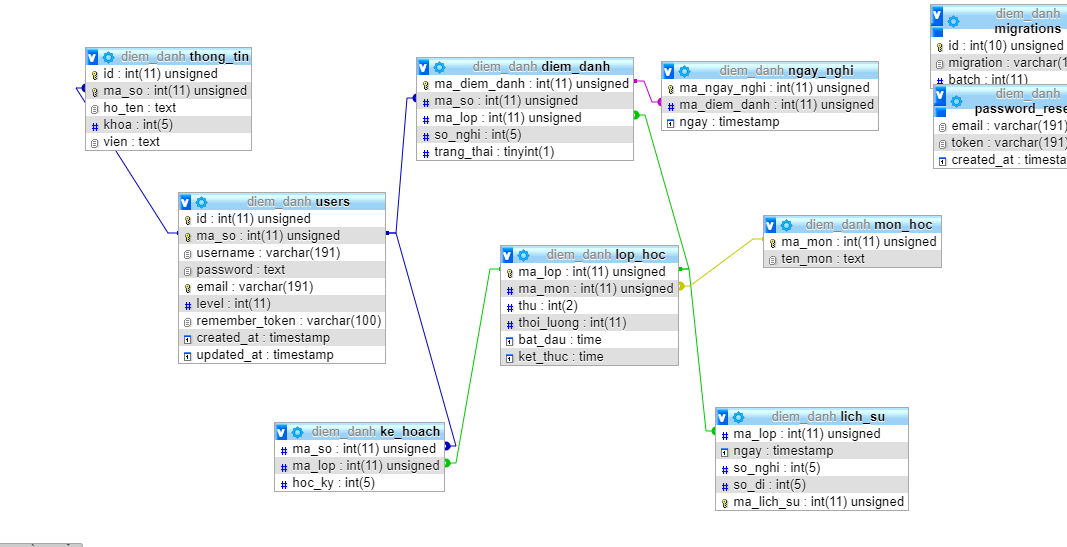 diem_danh thong_tin
id : int(11) unsigned
ma_so : int(11) unsigned
ho_ten : text
khoa : int(5)
vien : text
diem_danh users
id : int(11) unsigned
ma_so : int(11) unsigned
username : varchar(191)
password : text
email : varchar(191)
level : int(11)
remember_token : varchar(100)
created_at : timestamp
updated_at : timestamp
diem_danh ke_hoach
ma_so : int(11) unsigned
ma_lop : int(11) unsigned
hoc_ky : int(5)
diem_danh diem_danh
ma_diem_danh : int(11) unsigned
ma_so : int(11) unsigned
ma_lop : int(11) unsigned
so_nghi : int(5)
trang_thai : tinyint(1)
diem_danh lop_hoc
ma_lop : int(11) unsigned
ma_mon : int(11) unsigned
thu : int(2)
thoi_luong : int(11)
bat_dau : time
ket_thuc : time
diem_danh ngay_nghi
ma_ngay_nghi : int(11) unsigned
ma_diem_danh : int(11) unsigned
ngay : timestamp
diem_danh mon_hoc
ma_mon : int(11) unsigned
ten_mon : text
diem_danh lich_su
ma_lop : int(11) unsigned
ngay : timestamp
so_nghi : int(5)
so_di : int(5)
ma_lich_su : int(11) unsigned
diem_danh
migrations
id : int(10) unsigned
migration : varchar(1
batch : int(11)
diem_danh
password_rese
email : varchar(191)
token : varchar(191)
created_at : timesta